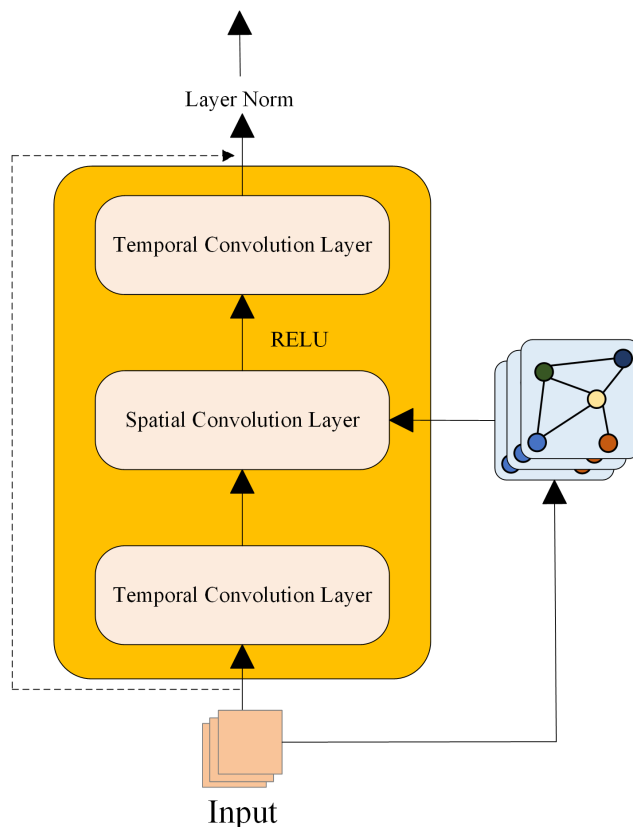 Layer Norm
Temporal Convolution Layer
RELU
Spatial Convolution Layer
Temporal Convolution Layer
Input